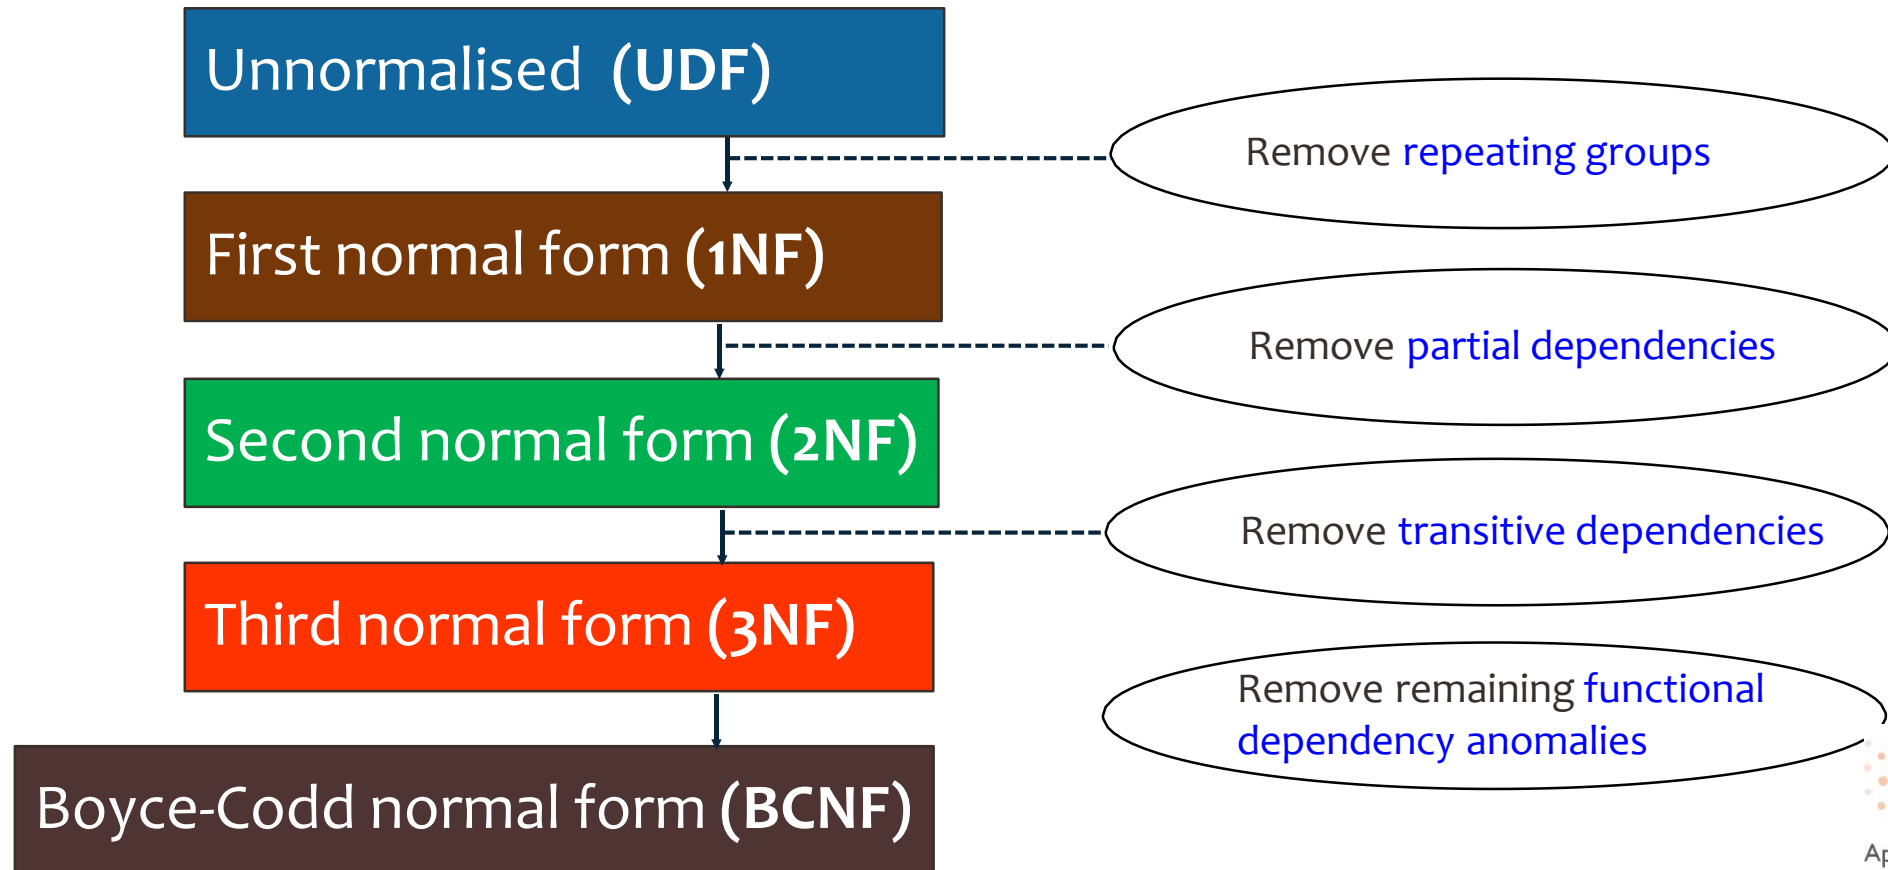 Unnormalised (UDF)
Remove repeating groups
First normal form (1NF)
Remove partial dependencies
Second normal form (2NF)
Remove transitive dependencies
Third normal form (3NF)
Remove remaining functional
dependency anomalies
Boyce-Codd normal form (BCNF)